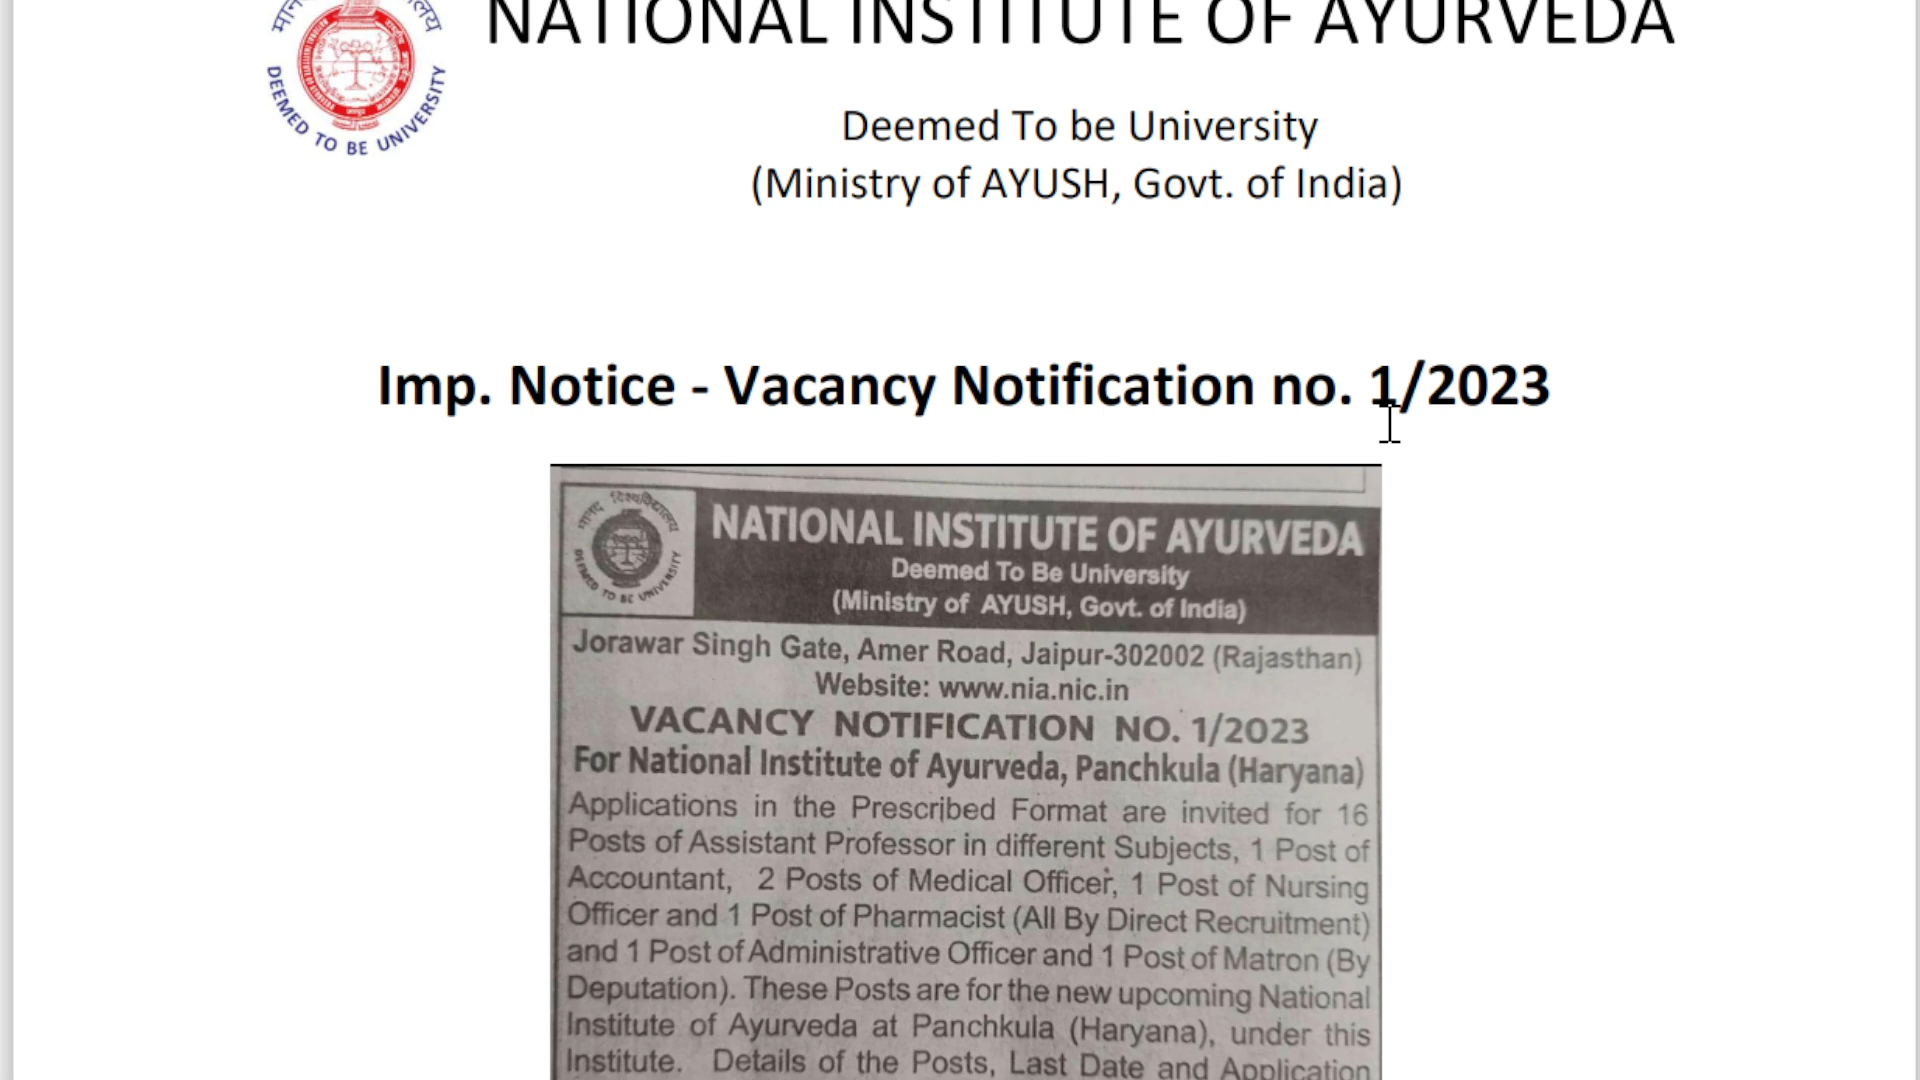 DEEMED TO BE UNIVERSITY
NATIONAL INSTITUTE OF AYURVEDA
Deemed To be University
(Ministry of AYUSH, Govt. of India)
Imp. Notice - Vacancy Notification no. 1/2023
मानद विश्वविद्यालय
DEEMED TO BE UNIVERSITY
NATIONAL INSTITUTE OF AYURVEDA
Deemed To Be University
(Ministry of AYUSH, Govt. of India)
Jorawar Singh Gate, Amer Road, Jaipur-302002 (Rajasthan)
Website: www.nia.nic.in
VACANCY NOTIFICATION NO. 1/2023
For National Institute of Ayurveda, Panchkula (Haryana)
Applications in the Prescribed Format are invited for 16
Posts of Assistant Professor in different Subjects, 1 Post of
Accountant, 2 Posts of Medical Officer, 1 Post of Nursing
Officer and 1 Post of Pharmacist (All By Direct Recruitment)
and 1 Post of Administrative Officer and 1 Post of Matron (By
Deputation). These Posts are for the new upcoming National
Institute of Ayurveda at Panchkula (Haryana), under this
Institute. Details of the Posts, Last Date and Application